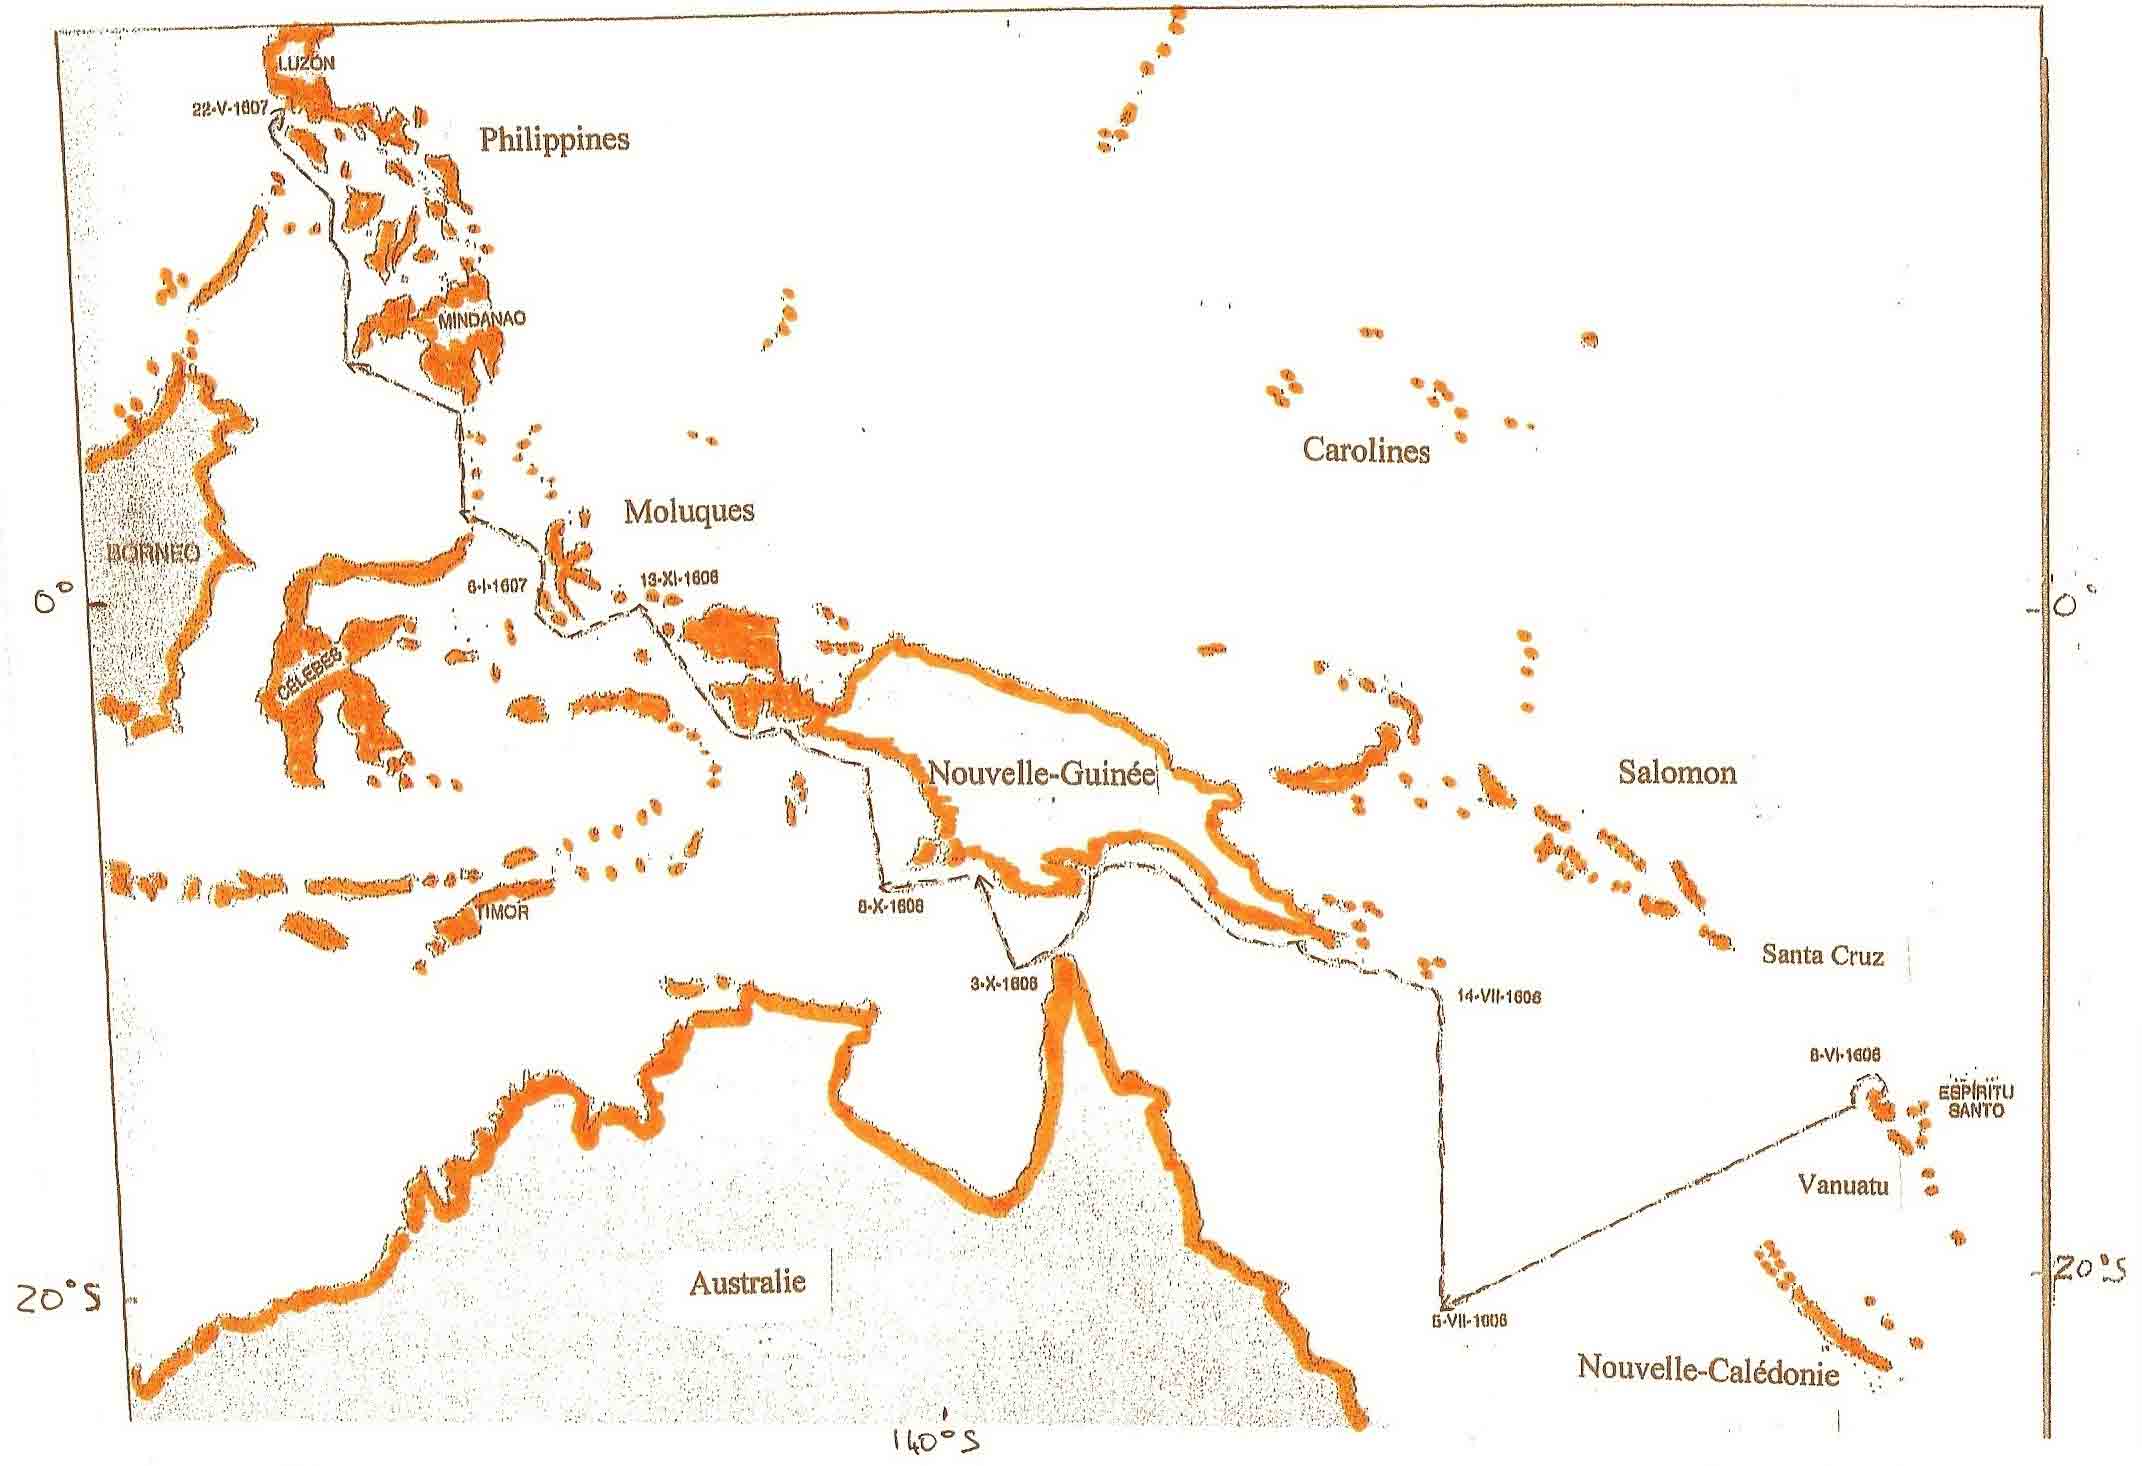 LUZON
22-V-1607
Philippines
MINDANAO
Carolines
Moluques
BORNEO
6-I-1607
13-XI-1606
0°
0°
CÉLEBES
Nouvelle-Guinée
Salomon
8-X-1606
TIMOR
Santa Cruz
3-X-1606
14-VII-1606
8-VI-1606
ESPÍRITU
SANTO
Vanuatu
Australie
20°S
20°S
5-VII-1606
Nouvelle-Calédonie
140°S